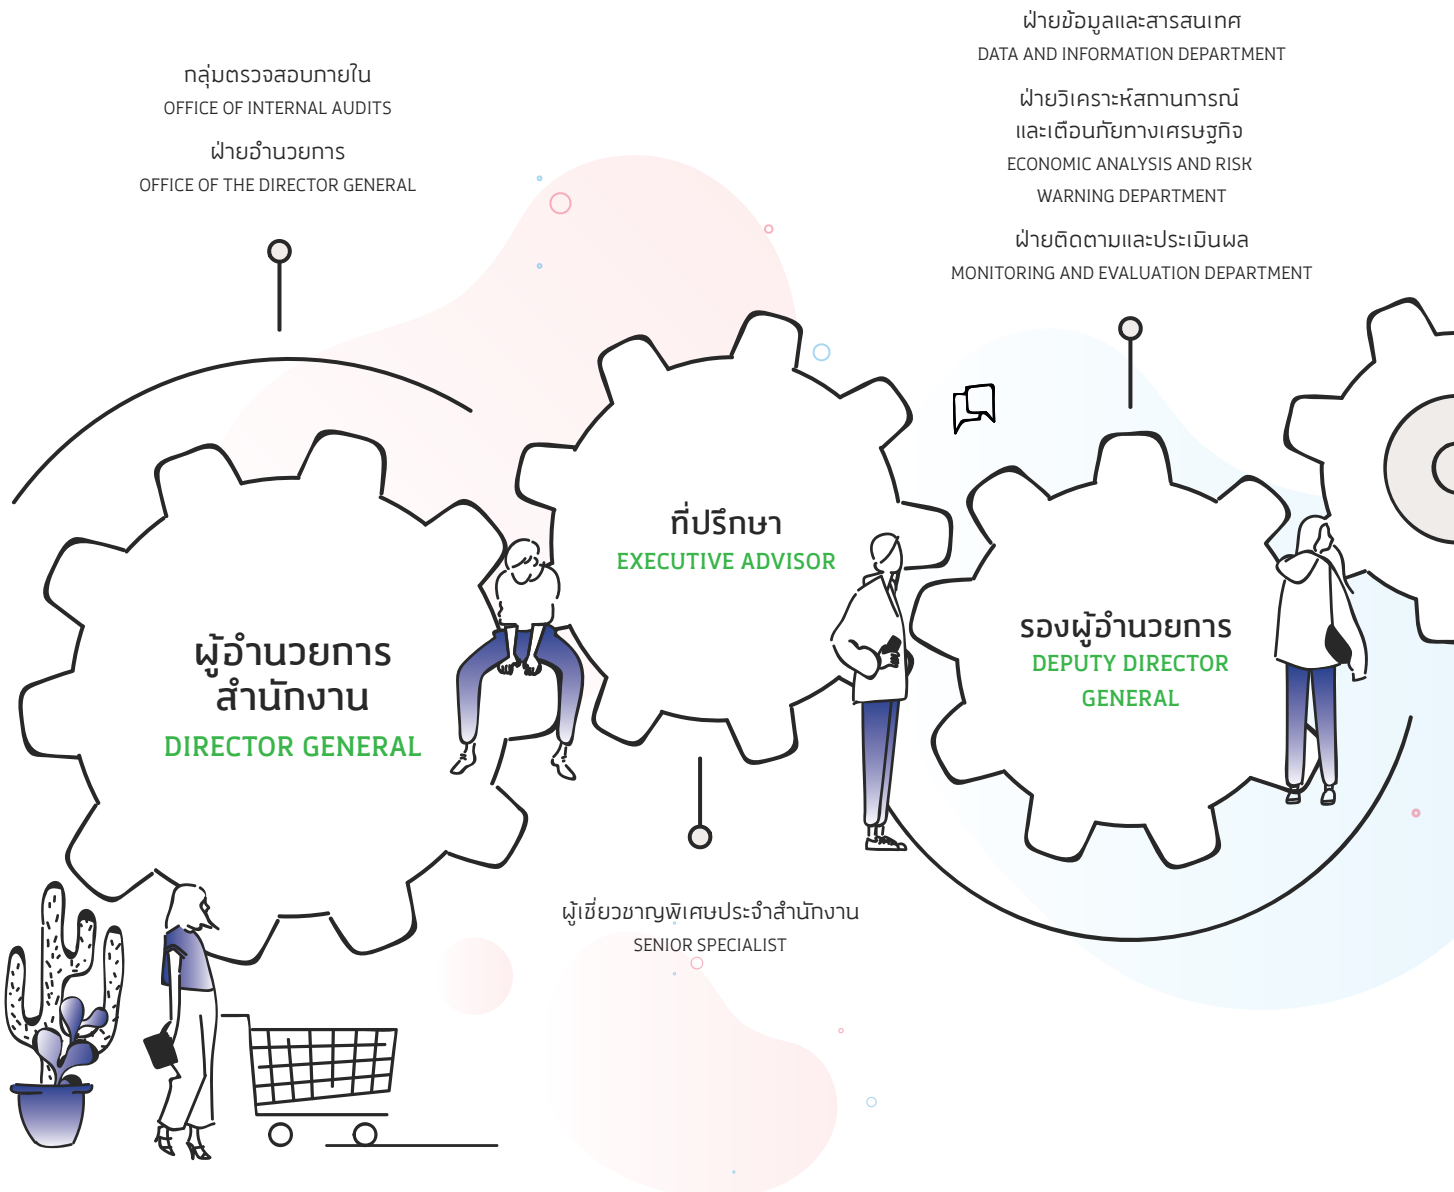 กลุ่มตรวจสอบภายใน
OFFICE OF INTERNAL AUDITS
ฝ่ายอำนวยการ
OFFICE OF THE DIRECTOR GENERAL
ผู้อำนวยการ
สำนักงาน
DIRECTOR GENERAL
ที่ปรึกษา
EXECUTIVE ADVISOR
ผู้เชี่ยวชาญพิเศษประจำสำนักงาน
SENIOR SPECIALIST
ฝ่ายข้อมูลและสารสนเทศ
DATA AND INFORMATION DEPARTMENT
ฝ่ายวิเคราะห์สถานการณ์
และเตือนภัยทางเศรษฐกิจ
ECONOMIC ANALYSIS AND RISK
WARNING DEPARTMENT
ฝ่ายติดตามและประเมินผล
MONITORING AND EVALUATION DEPARTMENT
รองผู้อำนวยการ
DEPUTY DIRECTOR
GENERAL